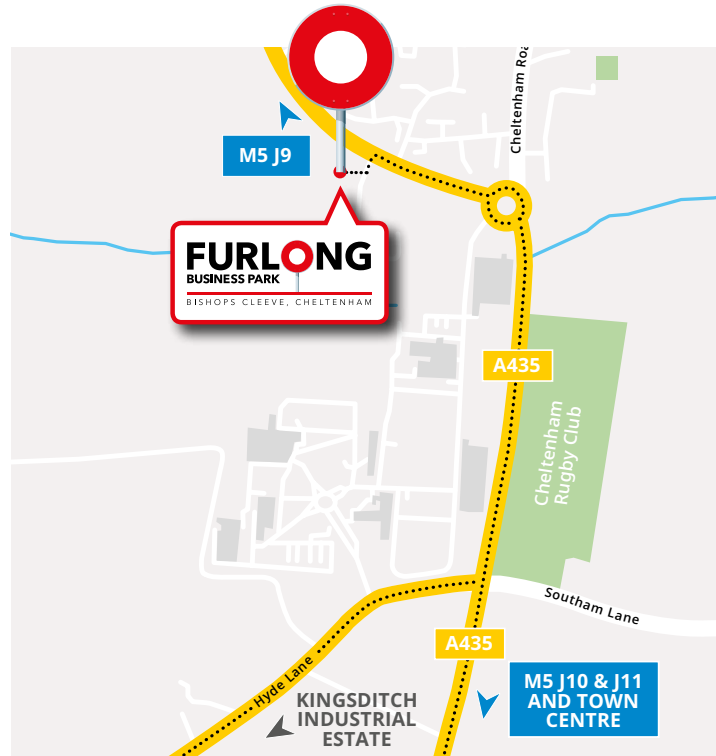 Cheltenham Roa
M5 J9
FURLONG
BUSINESS PARK
BISHOPS CLEEVE, CHELTENHAM
A435
Cheltenham
Rugby Club
Southam Lane
A435
Hyde Lane
KINGSDITCH
INDUSTRIAL
ESTATE
M5 J10 & J11
AND TOWN
CENTRE